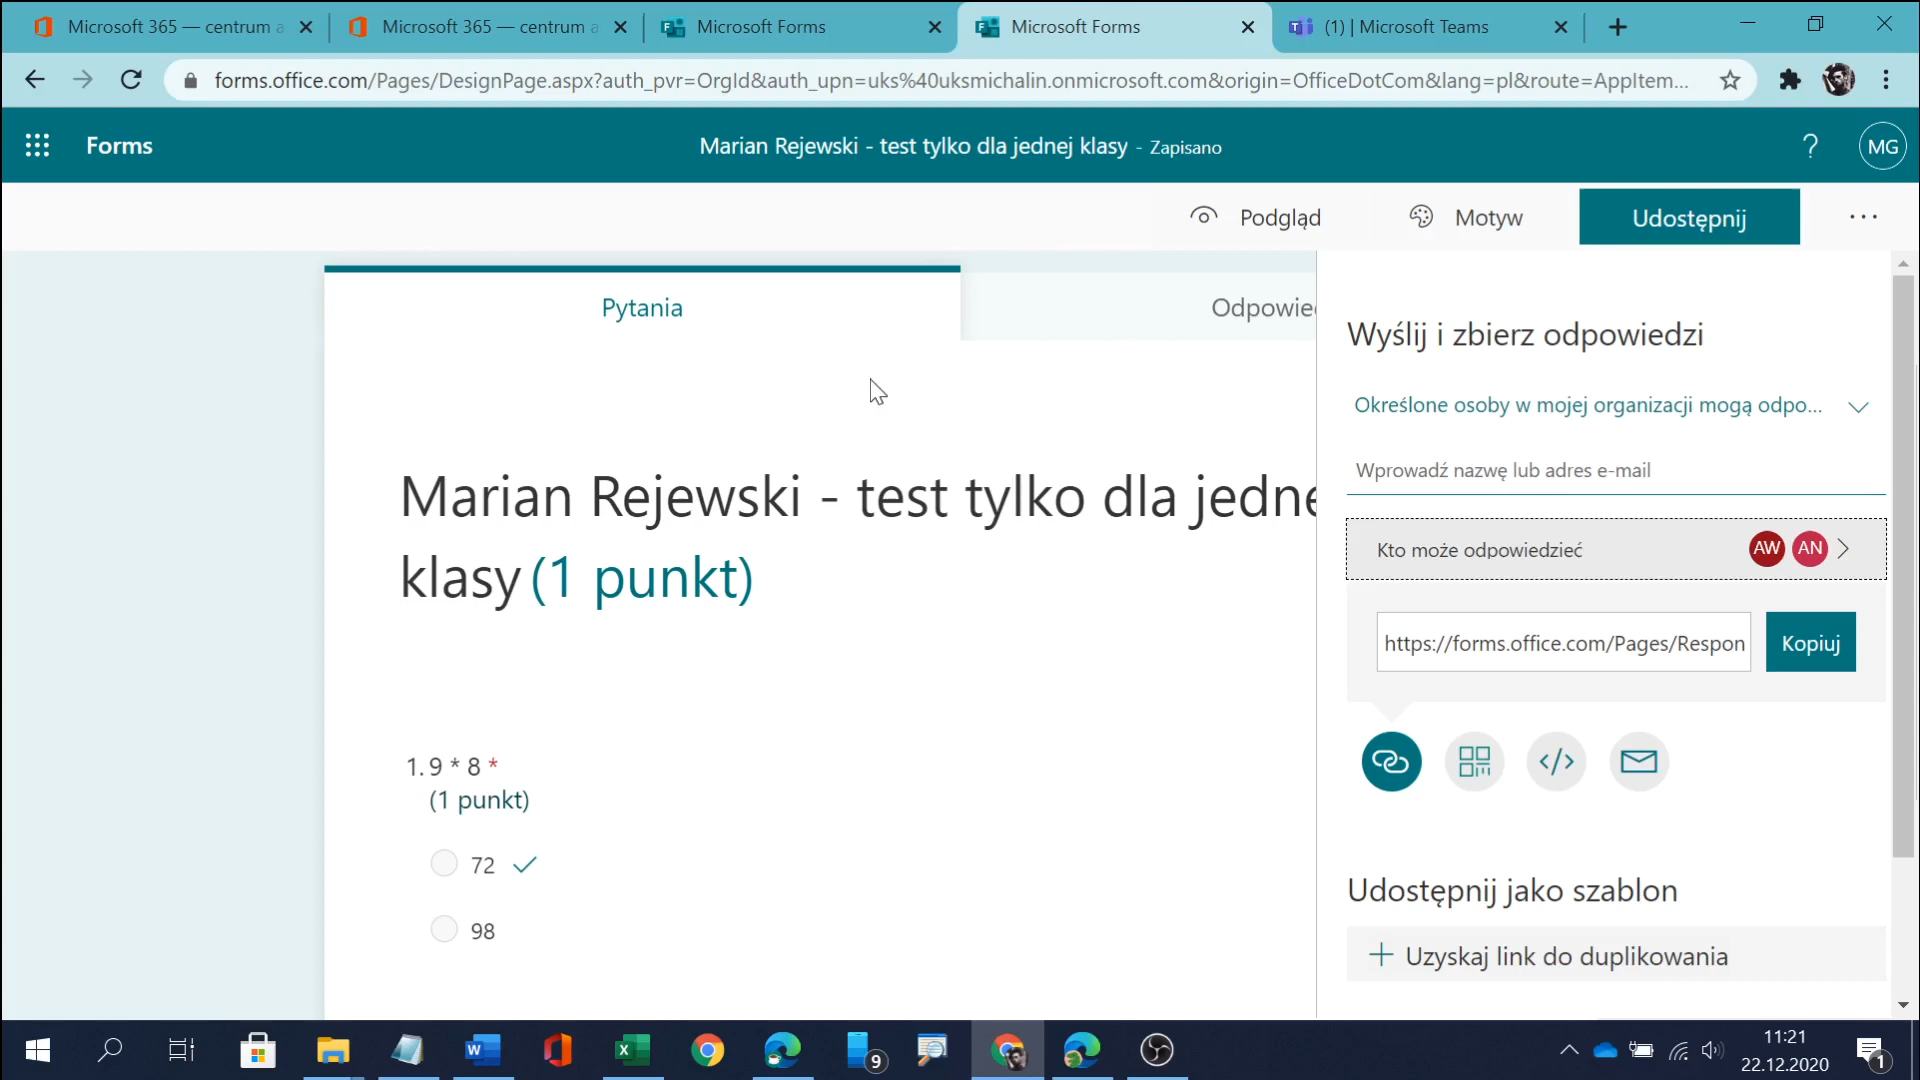 Microsoft 365 — centrum a
Microsoft 365 — centrum a
Microsoft Forms
Microsoft Forms
(1) | Microsoft Teams
forms.office.com/Pages/DesignPage.aspx?auth_pvr=OrgId&auth_upn=uks%40uksmichalin.onmicrosoft.com&origin=OfficeDotCom&lang=pl&route=AppItem...
Forms
Marian Rejewski - test tylko dla jednej klasy - Zapisano
?
MG
Podgląd
Motyw
Udostępnij
...
Pytania
Odpowie
Marian Rejewski - test tylko dla jedne
klasy (1 punkt)
1. 9 * 8 *
(1 punkt)
72
98
Wyślij i zbierz odpowiedzi
Określone osoby w mojej organizacji mogą odpo...
Wprowadź nazwę lub adres e-mail
Kto może odpowiedzieć
AW
AN
https://forms.office.com/Pages/Respon
Kopiuj
Udostępnij jako szablon
+ Uzyskaj link do duplikowania
9
11:21
22.12.2020
1